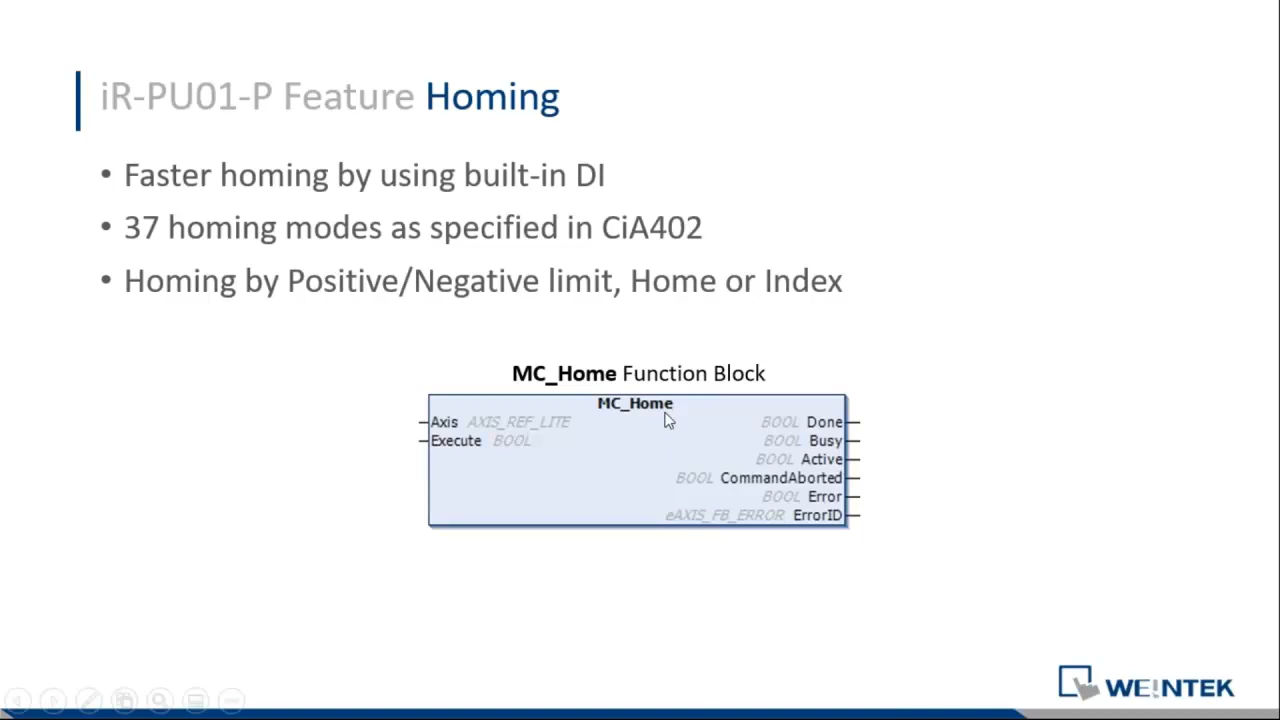 iR-PU01-P Feature Homing
• Faster homing by using built-in DI
• 37 homing modes as specified in CiA402
• Homing by Positive/Negative limit, Home or Index
MC_Home Function Block
MC_Home
Axis AXIS_REF_LITE BOOL Done
Execute BOOL BOOL Busy
BOOL Active
BOOL CommandAborted
BOOL Error
eAXIS_FB_ERROR ErrorID
WE!NTEK